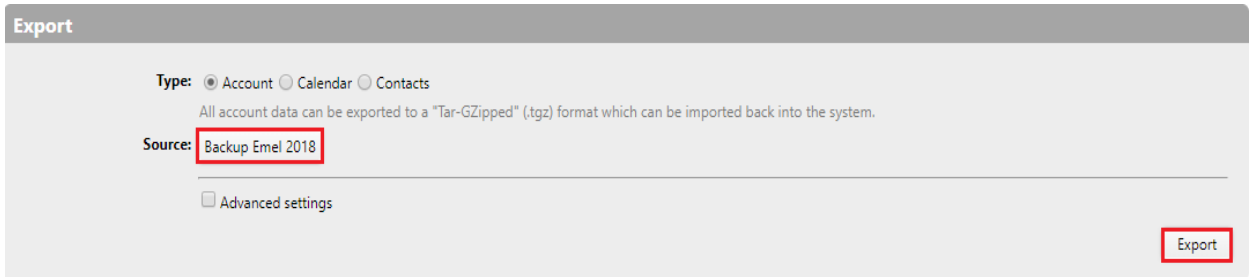 Export
Type: Account Calendar Contacts
All account data can be exported to a "Tar-GZipped" (.tgz) format which can be imported back into the system.
Source: Backup Emel 2018
Advanced settings
Export